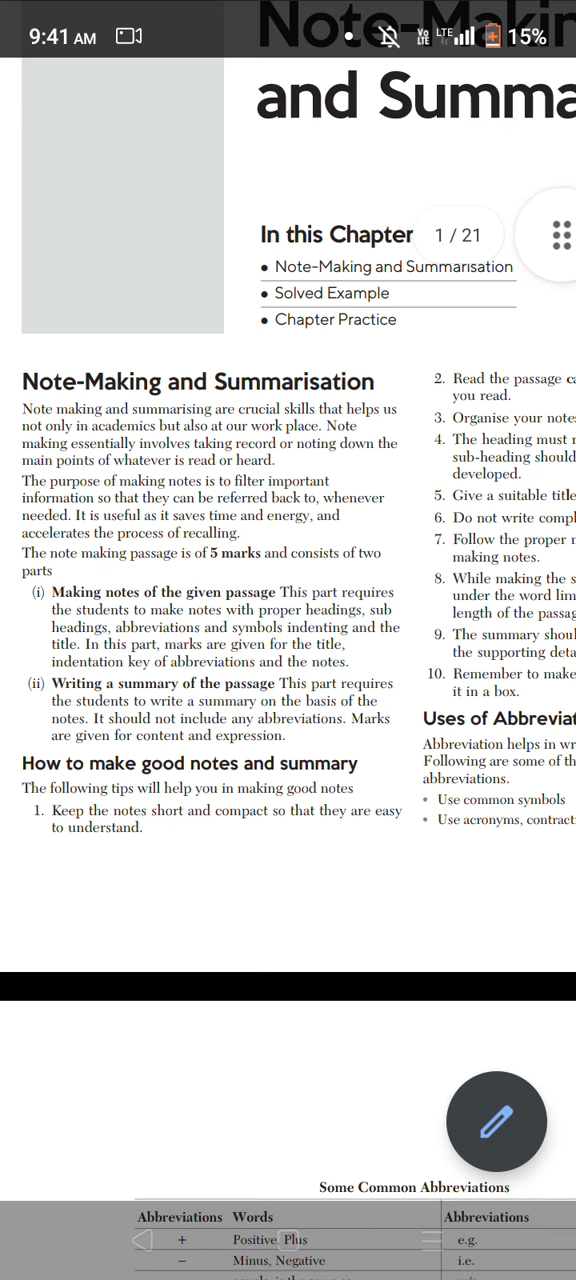 9:41 AM
Vo LTE LTE 15%
Note-Makin
and Summa
In this Chapter
1 / 21
• Note-Making and Summarisation
• Solved Example
• Chapter Practice
Note-Making and Summarisation
Note making and summarising are crucial skills that helps us
not only in academics but also at our work place. Note
making essentially involves taking record or noting down the
main points of whatever is read or heard.
The purpose of making notes is to filter important
information so that they can be referred back to, whenever
needed. It is useful as it saves time and energy, and
accelerates the process of recalling.
The note making passage is of 5 marks and consists of two
parts
(i) Making notes of the given passage This part requires
the students to make notes with proper headings, sub
headings, abbreviations and symbols indenting and the
title. In this part, marks are given for the title,
indentation key of abbreviations and the notes.
(ii) Writing a summary of the passage This part requires
the students to write a summary on the basis of the
notes. It should not include any abbreviations. Marks
are given for content and expression.
How to make good notes and summary
The following tips will help you in making good notes
1. Keep the notes short and compact so that they are easy
to understand.
2. Read the passage ca
you read.
3. Organise your notes
4. The heading must r
sub-heading should
developed.
5. Give a suitable title
6. Do not write compl
7. Follow the proper m
making notes.
8. While making the s
under the word lim
length of the passag
9. The summary shoul
the supporting deta
10. Remember to make
it in a box.
Uses of Abbreviat
Abbreviation helps in wr
Following are some of th
abbreviations.
• Use common symbols
• Use acronyms, contracti
Some Common Abbreviations
Abbreviations Words Abbreviations
+ Positive, Plus e.g.
– Minus, Negative i.e.